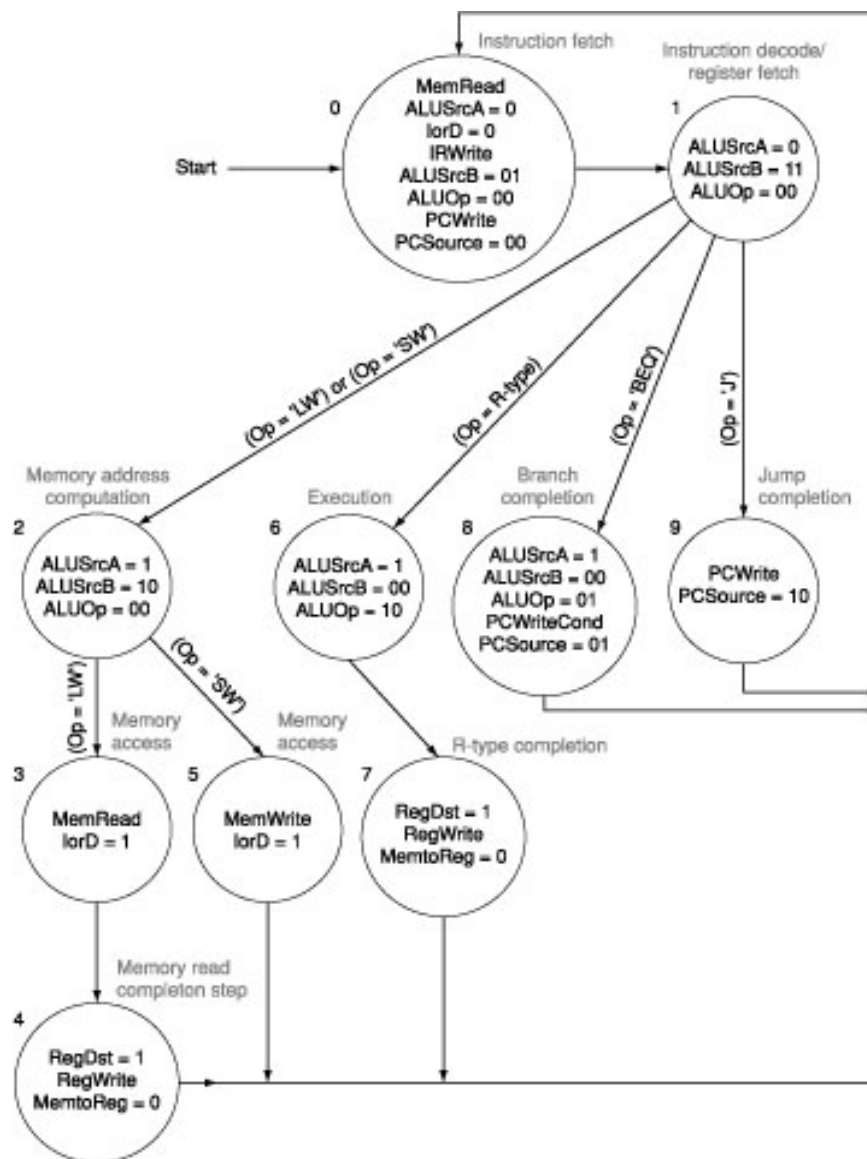 Instruction fetch
Instruction decode/
register fetch
0
MemRead
ALUSrcA = 0
IorD = 0
IRWrite
ALUSrcB = 01
ALUOp = 00
PCWrite
PCSource = 00
1
ALUSrcA = 0
ALUSrcB = 11
ALUOp = 00
Start
(Op = 'LW') or (Op = 'SW')
(Op = R-type)
(Op = 'BEQ')
(Op = 'J')
Memory address
computation
2
ALUSrcA = 1
ALUSrcB = 10
ALUOp = 00
Execution
6
ALUSrcA = 1
ALUSrcB = 00
ALUOp = 10
Branch
completion
8
ALUSrcA = 1
ALUSrcB = 00
ALUOp = 01
PCWriteCond
PCSource = 01
Jump
completion
9
PCWrite
PCSource = 10
(Op = 'LW')
(Op = 'SW')
Memory
access
3
MemRead
IorD = 1
Memory
access
5
MemWrite
IorD = 1
R-type completion
7
RegDst = 1
RegWrite
MemtoReg = 0
Memory read
completon step
4
RegDst = 1
RegWrite
MemtoReg = 0